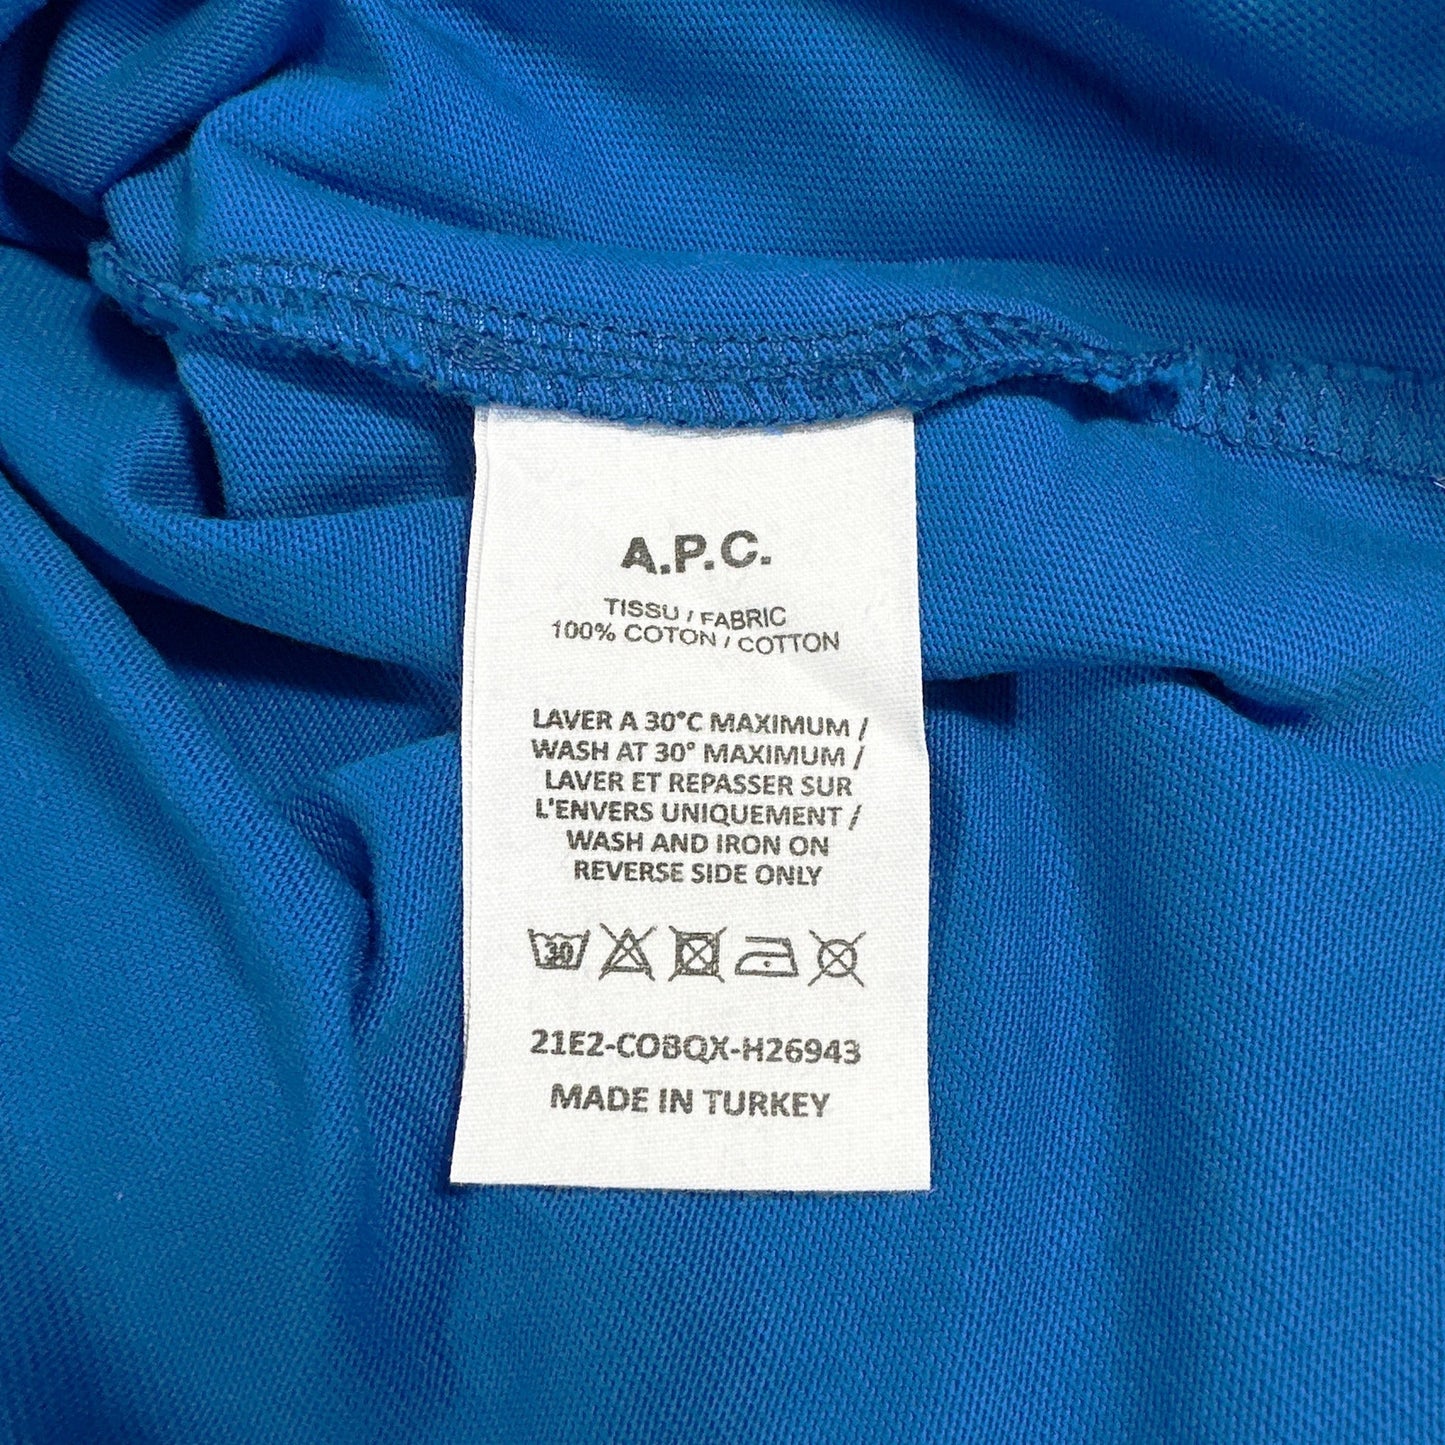 A.P.C.
TISSU / FABRIC
100% COTON / COTTON
LAVER A 30°C MAXIMUM /
WASH AT 30° MAXIMUM /
LAVER ET REPASSER SUR
L'ENVERS UNIQUEMENT /
WASH AND IRON ON
REVERSE SIDE ONLY
30
21E2-COBQX-H26943
MADE IN TURKEY